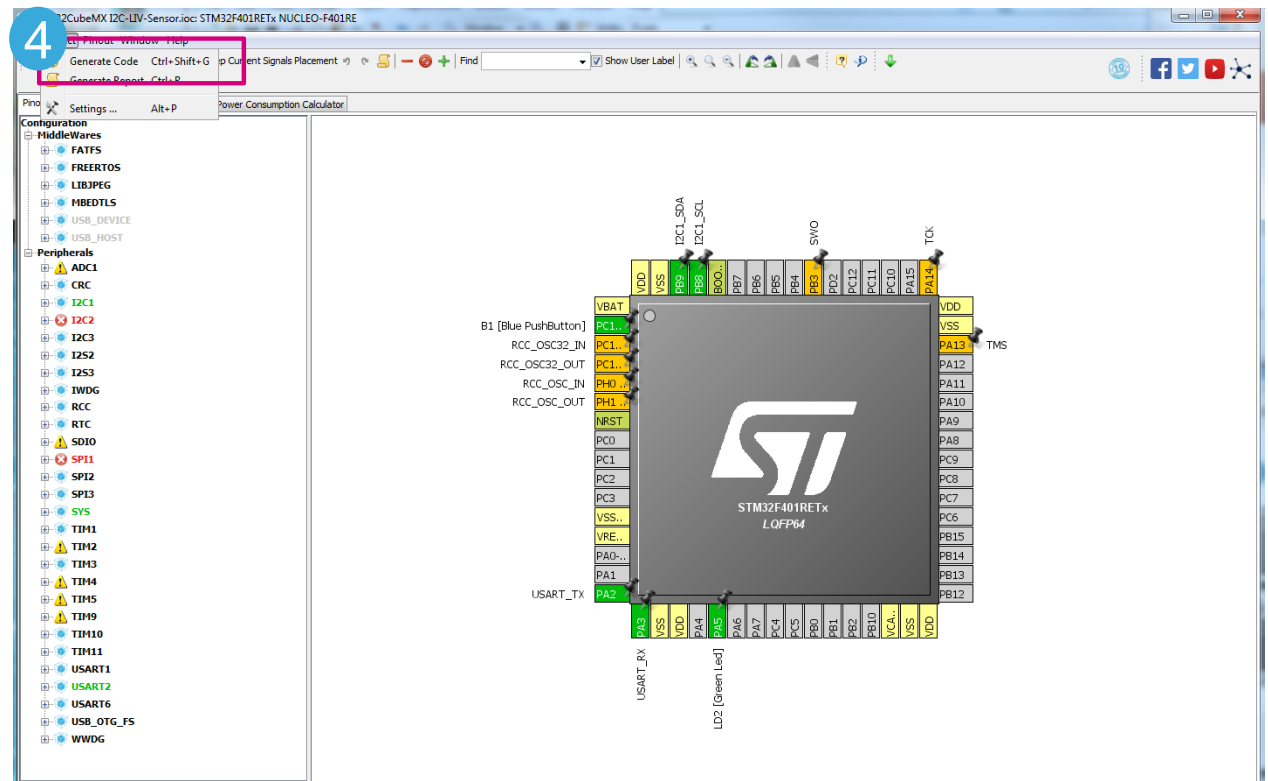 4
2CubeMX I2C-LIV-Sensor.ioc: STM32F401RETx NUCLEO-F401RE
ct Pinout Window Help
Generate Code Ctrl+Shift+G
ep Current Signals Placement
Find
Show User Label
Generate Report Ctrl+R
Settings ... Alt+P
Pino
Power Consumption Calculator
Configuration
MiddleWares
FATFS
FREERTOS
LIBJPEG
MBEDTLS
USB_DEVICE
USB_HOST
Peripherals
ADC1
CRC
I2C1
I2C2
I2C3
I2S2
I2S3
IWDG
RCC
RTC
SDIO
SPI1
SPI2
SPI3
SYS
TIM1
TIM2
TIM3
TIM4
TIM5
TIM9
TIM10
TIM11
USART1
USART2
USART6
USB_OTG_FS
WWDG
I2C1_SDA
I2C1_SCL
SWO
TCK
VDD
VSS
PB9
PB8
BOO..
PB7
PB6
PB5
PB4
PB3
PD2
PC12
PC11
PC10
PA15
PA14
VBAT
B1 [Blue PushButton] PC1..
RCC_OSC32_IN PC1..
RCC_OSC32_OUT PC1..
RCC_OSC_IN PH0 ..
RCC_OSC_OUT PH1 ..
NRST
PC0
PC1
PC2
PC3
VSS..
VRE..
PA0-..
PA1
USART_TX PA2
ST
STM32F401RETx
LQFP64
VDD
VSS
PA13 TMS
PA12
PA11
PA10
PA9
PA8
PC9
PC8
PC7
PC6
PB15
PB14
PB13
PB12
PA3
VSS
VDD
PA4
PA5
PA6
PA7
PC4
PC5
PB0
PB1
PB2
PB10
VCA..
VSS
VDD
USART_RX
LD2 [Green Led]